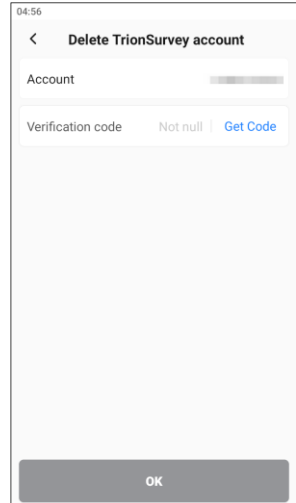 04:56
< Delete TrionSurvey account
Account
Verification code Not null | Get Code
OK